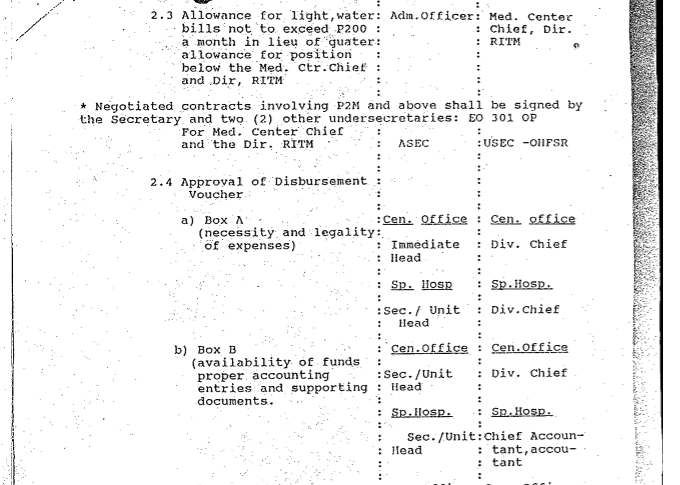 2.3 Allowance for light,water: Adm.Officer: Med. Center
bills not to exceed P200 : : Chief, Dir.
a month in lieu of quater: : RITM
allowance for position : :
below the Med. Ctr.Chief : :
and Dir, RITM : :
* Negotiated contracts involving P2M and above shall be signed by
the Secretary and two (2) other undersecretaries: EO 301 OP
For Med. Center Chief : :
and the Dir. RITM : ASEC :USEC -OHFSR
2.4 Approval of Disbursement : :
Voucher : :
a) Box A :Cen. Office : Cen. office
(necessity and legality: :
of expenses) : Immediate : Div. Chief
: Head :
: Sp. Hosp : Sp.Hosp.
:Sec./ Unit : Div.Chief
Head :
b) Box B : Cen.Office : Cen.Office
(availability of funds : :
proper accounting :Sec./Unit : Div. Chief
entries and supporting : Head :
documents. : :
: Sp.Hosp. : Sp.Hosp.
: Sec./Unit:Chief Accoun-
: Head : tant,accou-
: : tant